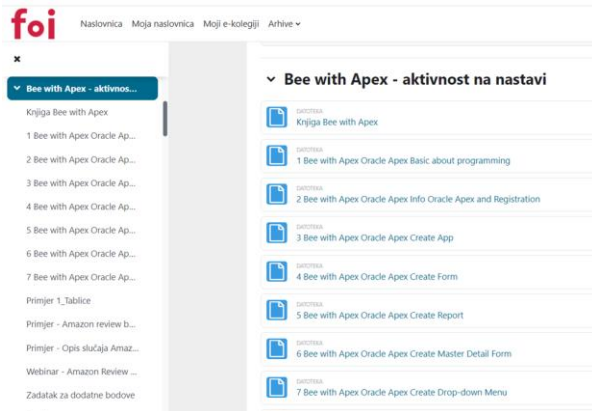 foi
Naslovnica Moja naslovnica Moji e-kolegiji Arhive
Bee with Apex - aktivnos...
Knjiga Bee with Apex
1 Bee with Apex Oracle Ap...
2 Bee with Apex Oracle Ap...
3 Bee with Apex Oracle Ap...
4 Bee with Apex Oracle Ap...
5 Bee with Apex Oracle Ap...
6 Bee with Apex Oracle Ap...
7 Bee with Apex Oracle Ap...
Primjer 1_Tablice
Primjer - Amazon review b...
Primjer - Opis slučaja Amaz...
Webinar - Amazon Review ...
Zadatak za dodatne bodove
Bee with Apex - aktivnost na nastavi
DATOTEKA
Knjiga Bee with Apex
DATOTEKA
1 Bee with Apex Oracle Apex Basic about programming
DATOTEKA
2 Bee with Apex Oracle Apex Info Oracle Apex and Registration
DATOTEKA
3 Bee with Apex Oracle Apex Create App
DATOTEKA
4 Bee with Apex Oracle Apex Create Form
DATOTEKA
5 Bee with Apex Oracle Apex Create Report
DATOTEKA
6 Bee with Apex Oracle Apex Create Master Detail Form
DATOTEKA
7 Bee with Apex Oracle Apex Create Drop-down Menu